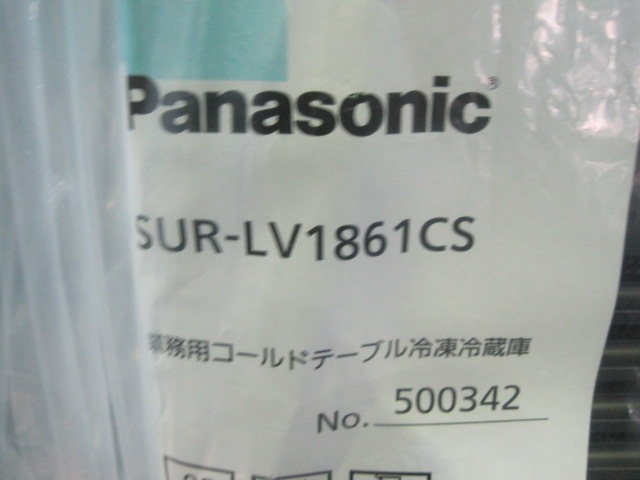 Panasonic®
SUR-LV1861CS
業務用コールドテーブル冷凍冷蔵庫
No. 500342